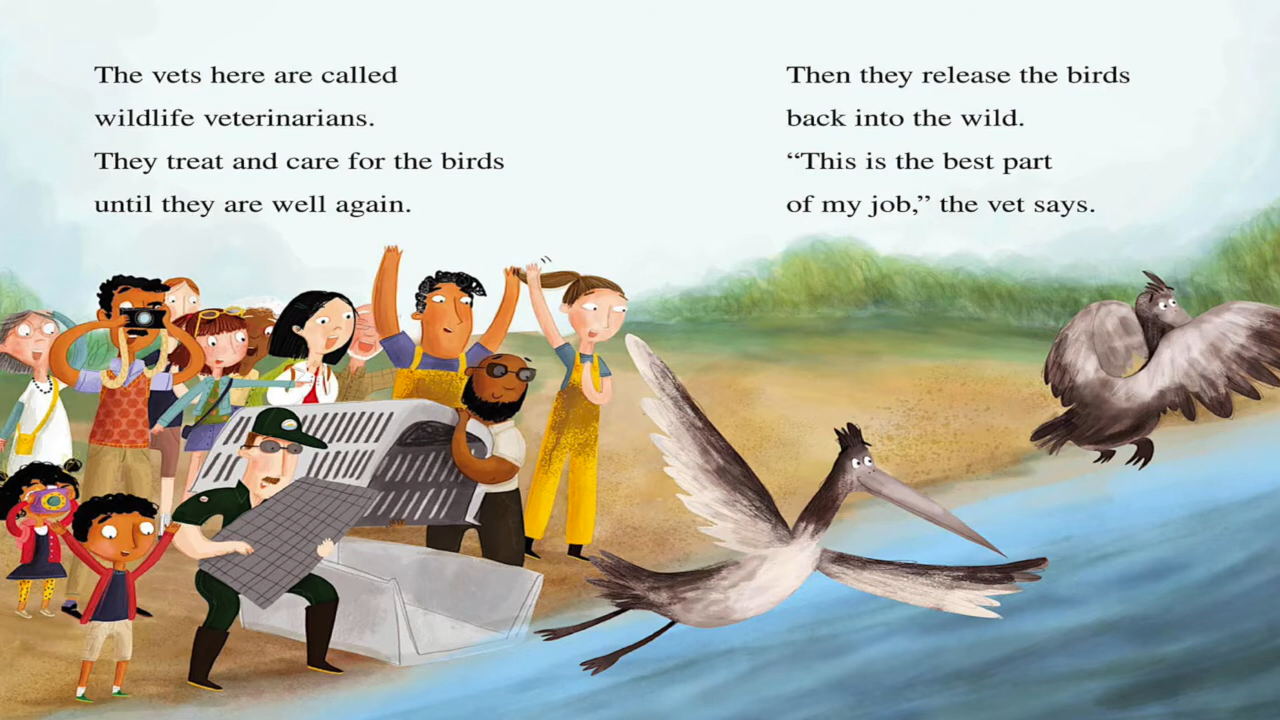 The vets here are called
wildlife veterinarians.
They treat and care for the birds
until they are well again.
Then they release the birds
back into the wild.
“This is the best part
of my job,” the vet says.